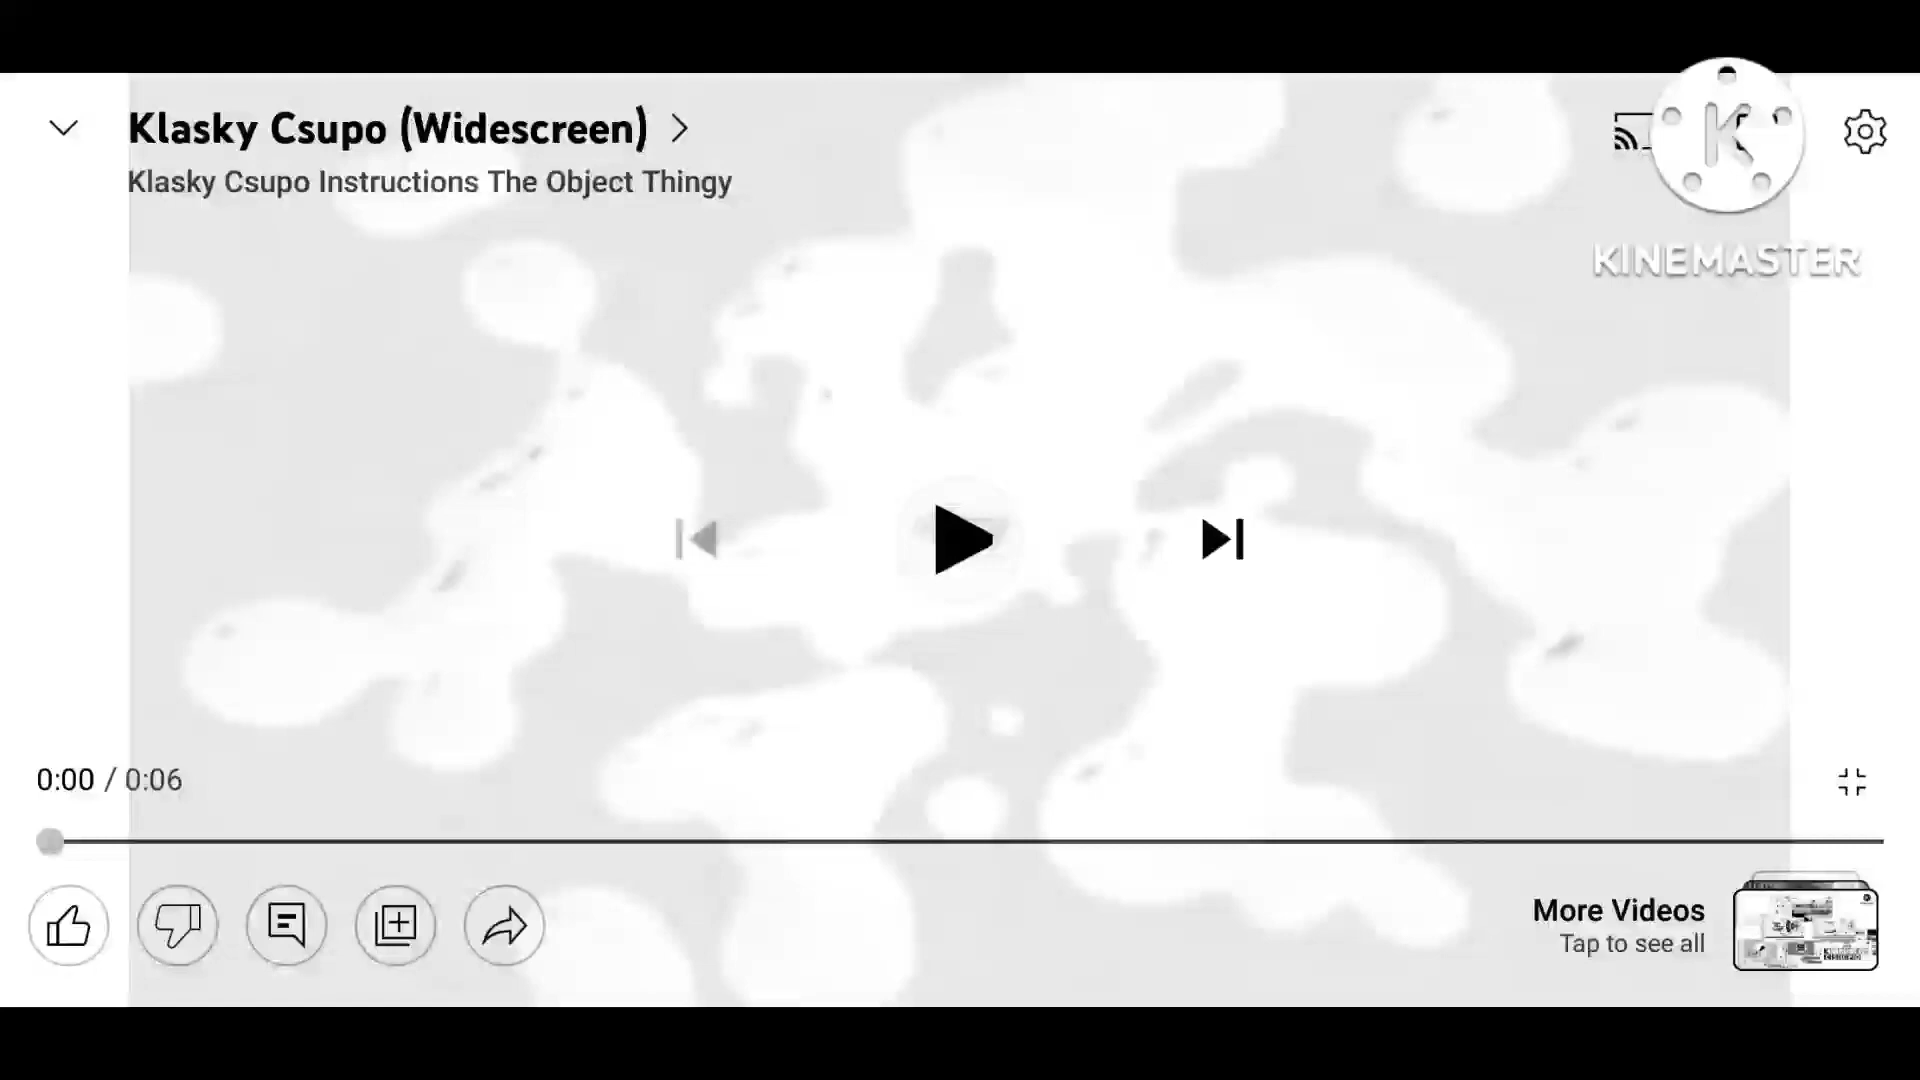 Klasky Csupo (Widescreen)
Klasky Csupo Instructions The Object Thingy
K
KINEMASTER
0:00 / 0:06
More Videos
Tap to see all